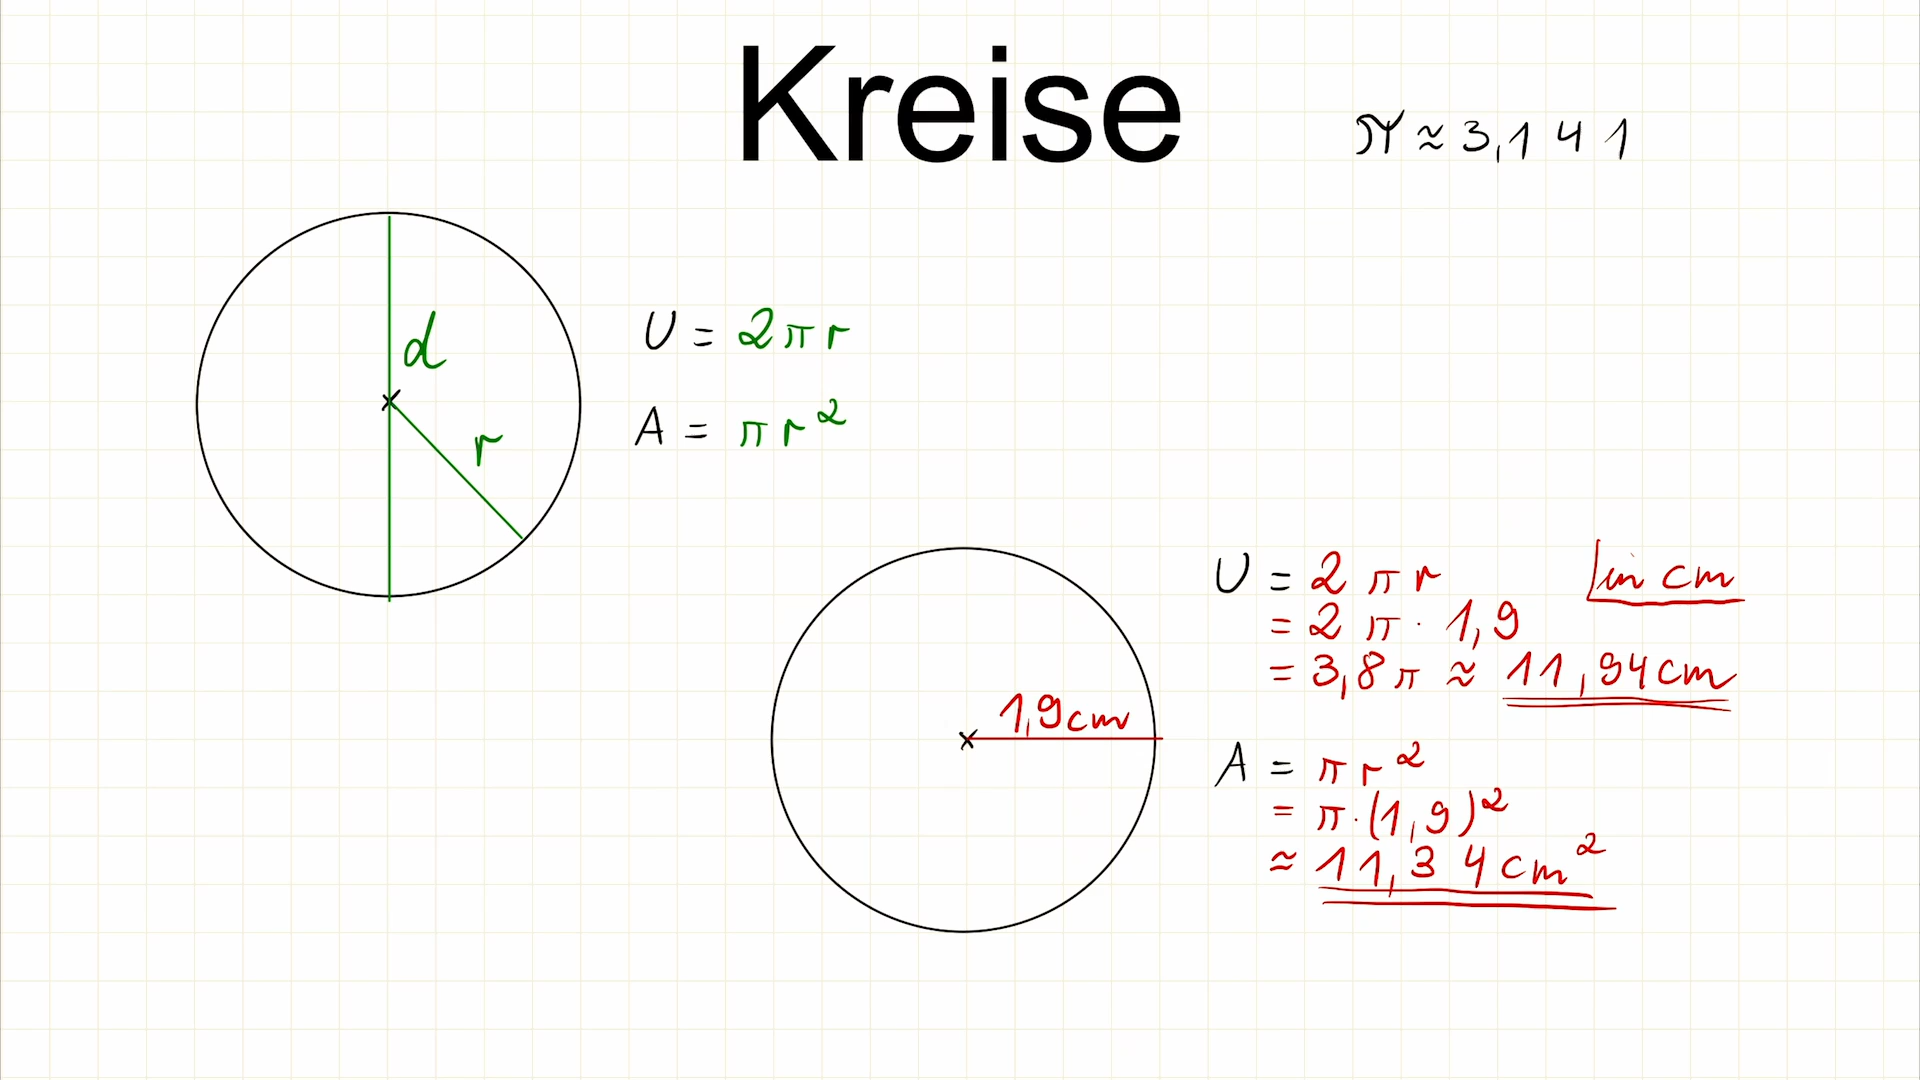 Kreise
π ≈ 3,141
d
r
U = 2πr
A = πr²
1,9cm
U = 2πr
in cm
= 2π · 1,9
= 3,8π ≈ 11,94cm
A = πr²
= π·(1,9)²
≈ 11,34cm²